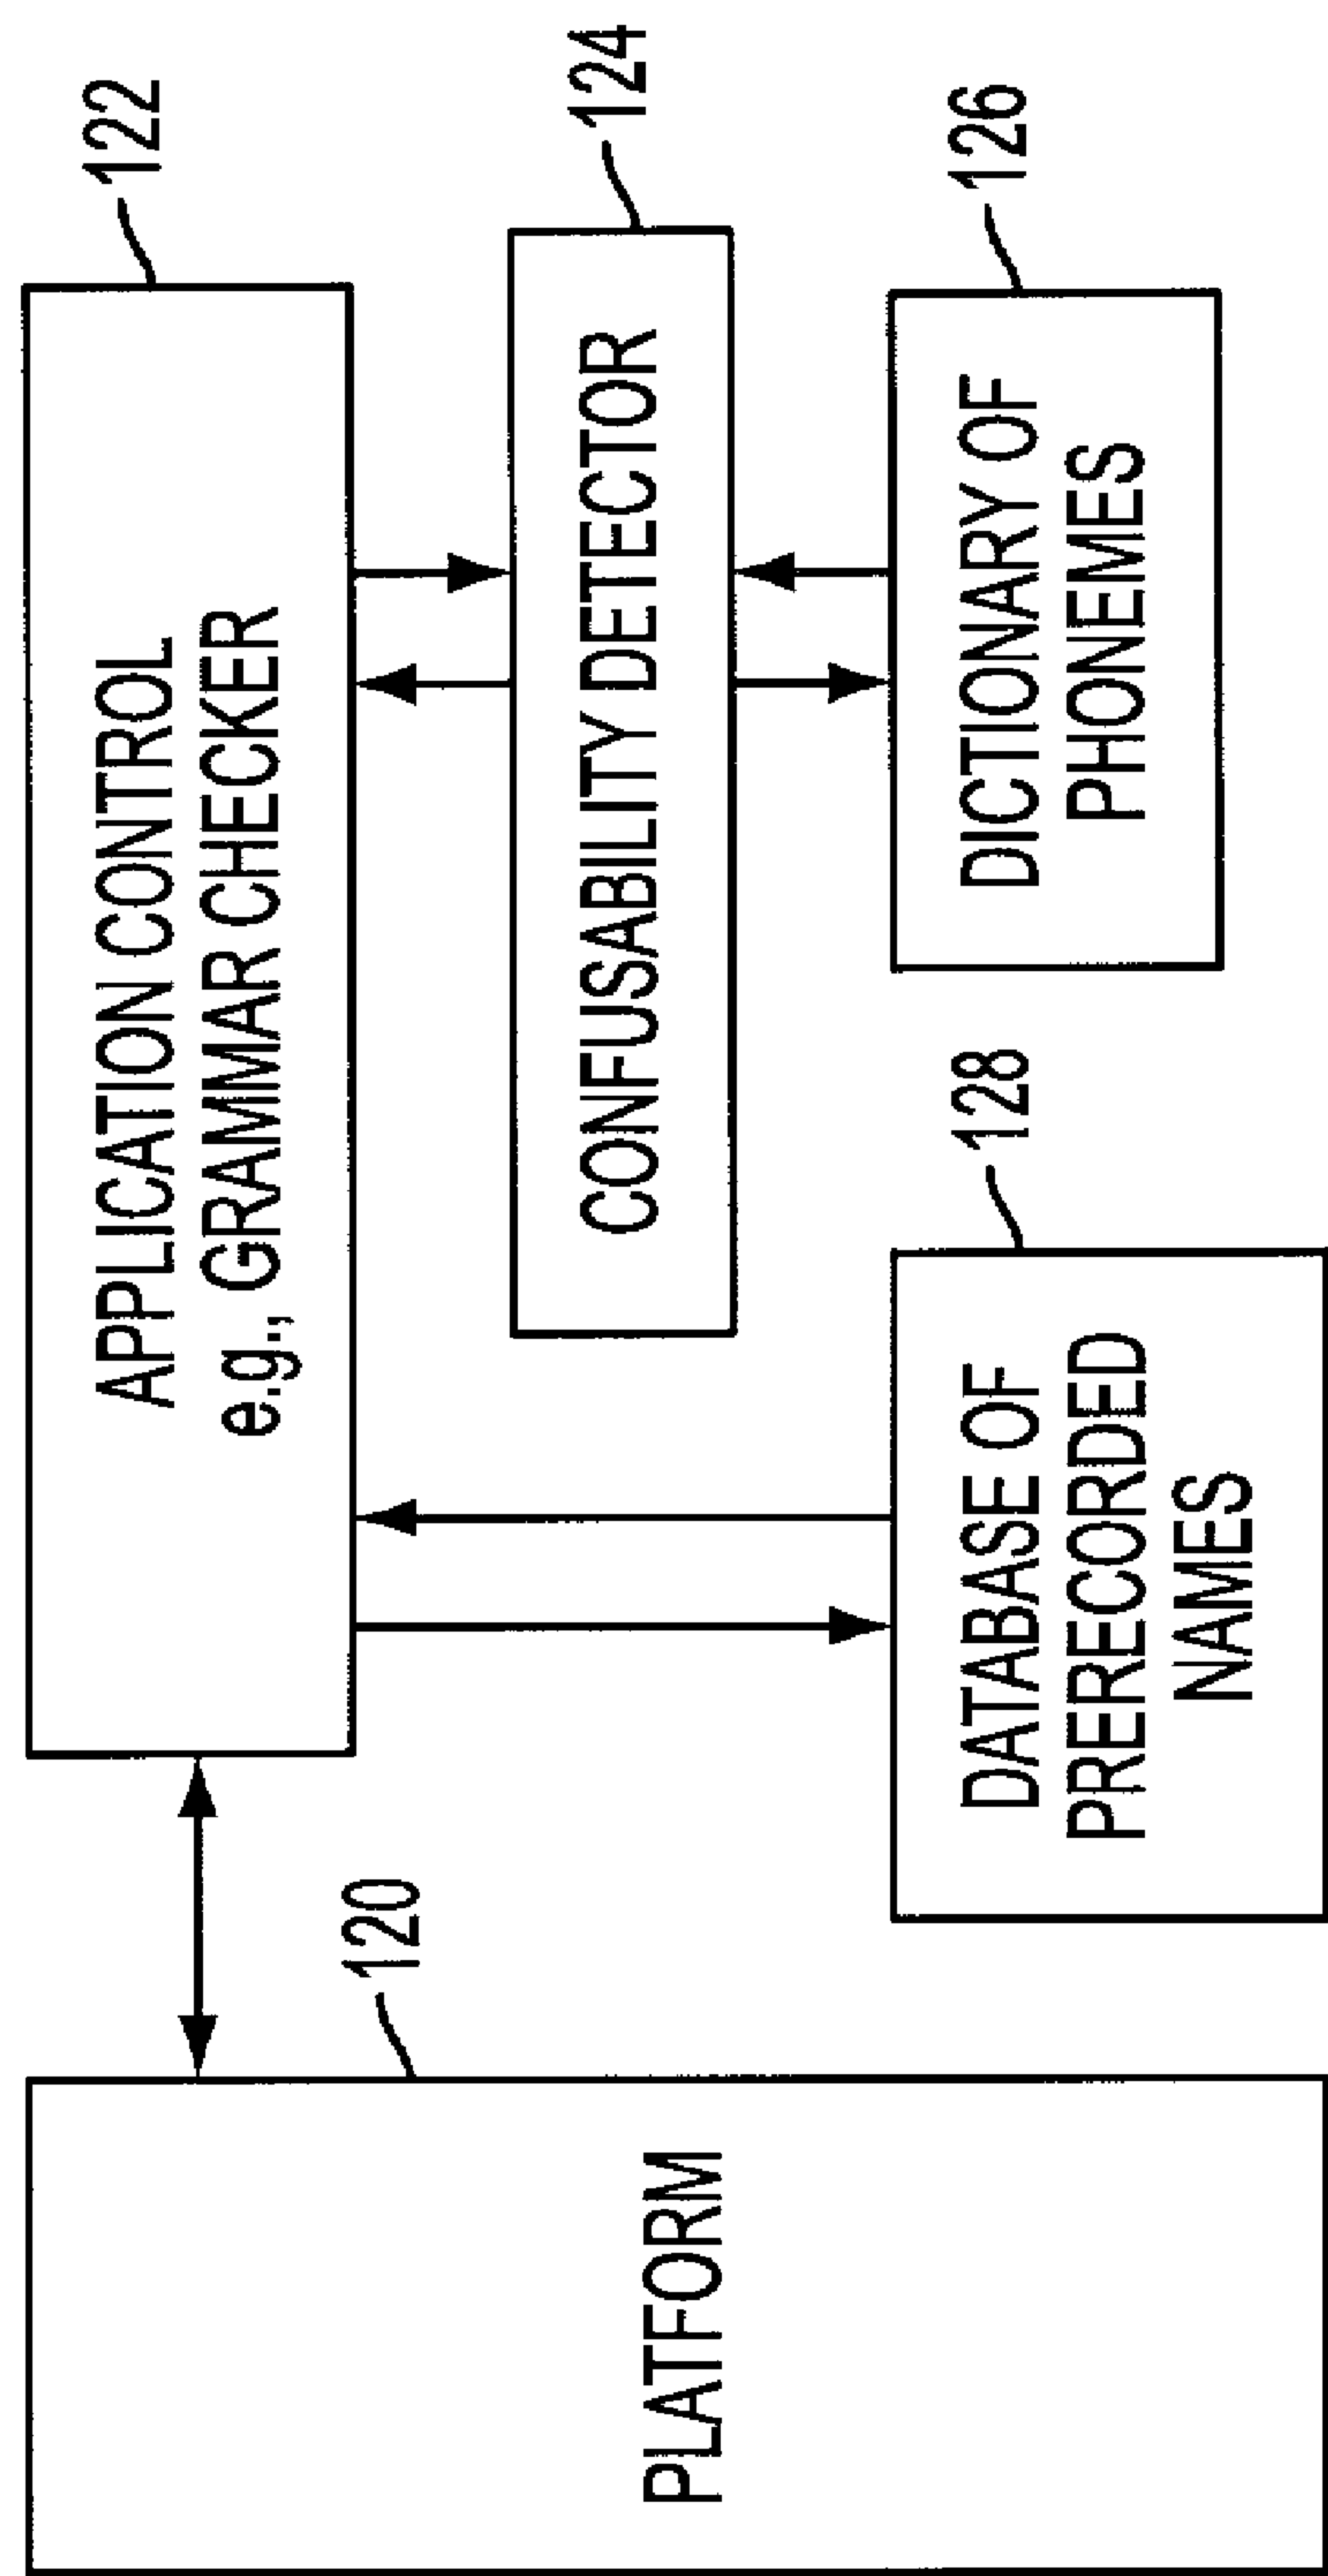 122
APPLICATION CONTROL
e.g., GRAMMAR CHECKER
124
CONFUSABILITY DETECTOR
120
128
126
PLATFORM
DATABASE OF
PRERECORDED
NAMES
DICTIONARY OF
PHONEMES